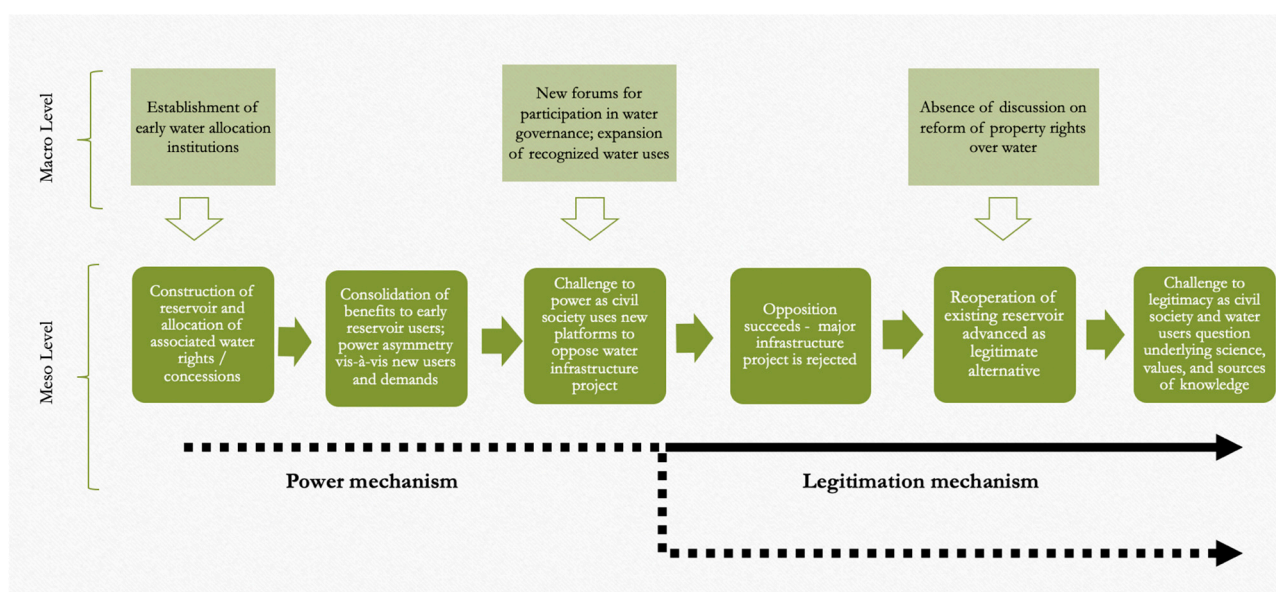 Macro Level
Establishment of
early water allocation
institutions
New forums for
participation in water
governance; expansion
of recognized water uses
Absence of discussion on
reform of property rights
over water
Meso Level
Construction of
reservoir and
allocation of
associated water
rights /
concessions
Consolidation of
benefits to early
reservoir users;
power asymmetry
vis-à-vis new users
and demands
Challenge to
power as civil
society uses new
platforms to
oppose water
infrastructure
project
Opposition
succeeds - major
infrastructure
project is rejected
Reoperation of
existing reservoir
advanced as
legitimate
alternative
Challenge to
legitimacy as civil
society and water
users question
underlying science,
values, and sources
of knowledge
Power mechanism
Legitimation mechanism